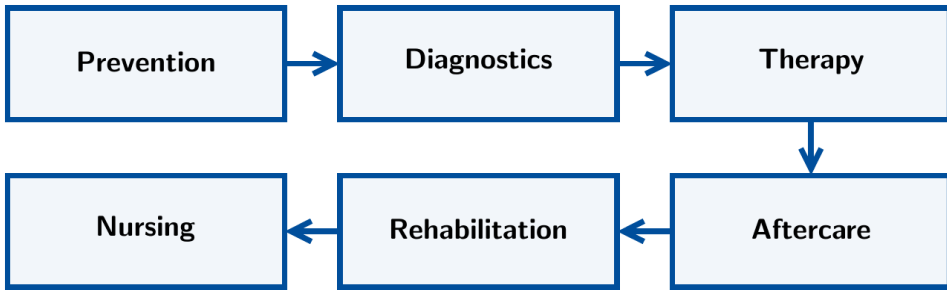 Prevention
Diagnostics
Therapy
Aftercare
Rehabilitation
Nursing